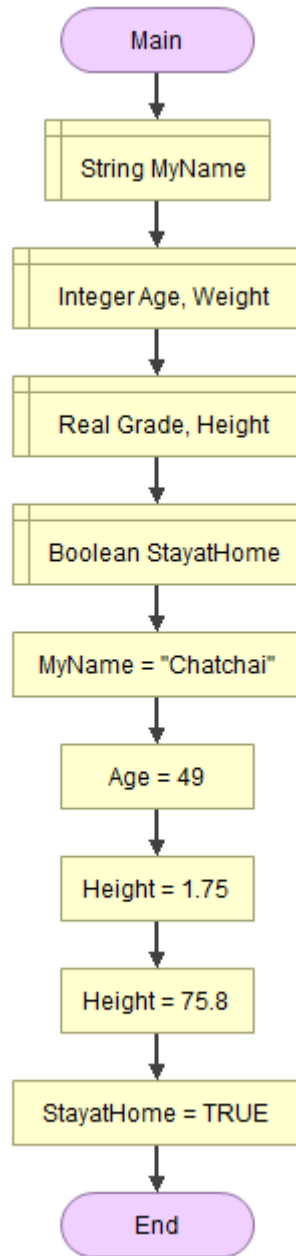 Main
String MyName
Integer Age, Weight
Real Grade, Height
Boolean StayatHome
MyName = "Chatchai"
Age = 49
Height = 1.75
Height = 75.8
StayatHome = TRUE
End